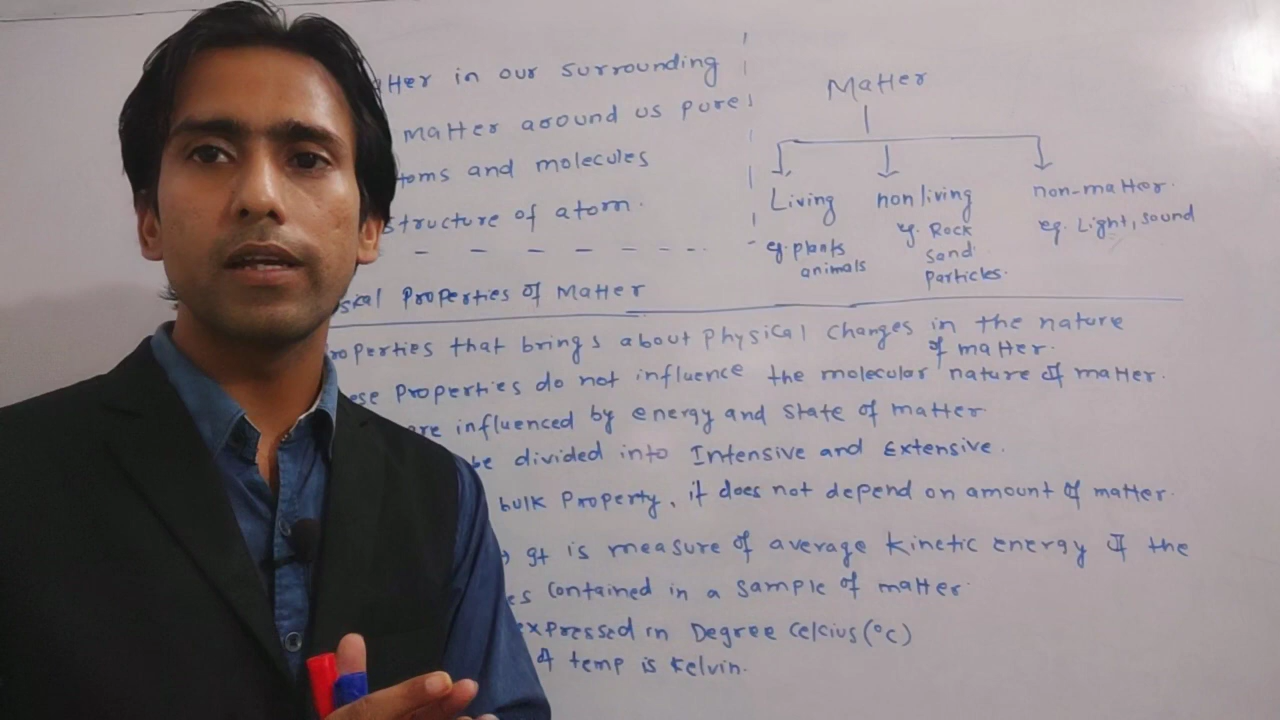 tter in our surrounding
matter around us pure
toms and molecules
structure of atom.
- - - - - - -
sical Properties of Matter
Matter
Living
eg. plants
animals
non living
eg. Rock
Sand
Particles.
non-matter.
eg. Light, sound
roperties that brings about Physical changes in the nature
of matter.
ese Properties do not influence the molecular nature of matter.
are influenced by energy and State of matter
be divided into Intensive and Extensive.
bulk Property, it does not depend on amount of matter.
It is measure of average kinetic energy of the
es contained in a sample of matter.
expressed in Degree Celcius (°C)
of temp is Kelvin.